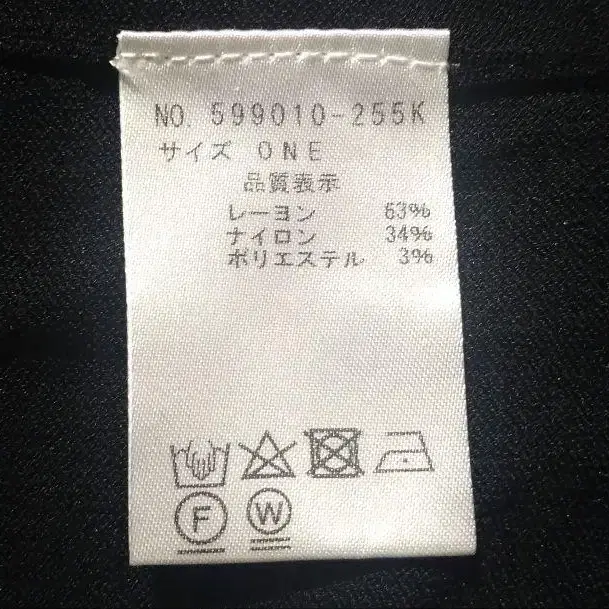 NO. 599010-255K
サイズ ONE
品質表示
レーヨン 63%
ナイロン 34%
ポリエステル 3%
F W